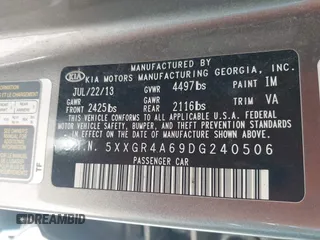 MANUFACTURED BY
KIA MOTORS MANUFACTURING GEORGIA, INC.
JUL/22/13 GVWR 4497lbs PAINT IM
GAWR FRONT 2425lbs GAWR REAR 2116lbs TRIM VA
THIS VEHICLE CONFORMS TO ALL APPLICABLE
FEDERAL MOTOR VEHICLE SAFETY, BUMPER, AND
THEFT PREVENTION STANDARDS IN EFFECT ON
THE DATE OF MANUFACTURE SHOWN ABOVE.
V.I.N. 5XXGR4A69DG240506
PASSENGER CAR
TF
DREAMBID